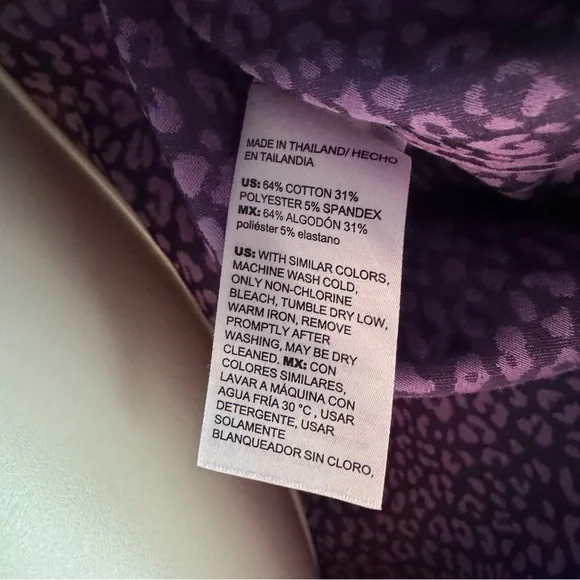 MADE IN THAILAND/ HECHO
EN TAILANDIA
US: 64% COTTON 31%
POLYESTER 5% SPANDEX
MX: 64% ALGODÓN 31%
poliéster 5% elastano
US: WITH SIMILAR COLORS,
MACHINE WASH COLD,
ONLY NON-CHLORINE
BLEACH, TUMBLE DRY LOW,
WARM IRON, REMOVE
PROMPTLY AFTER
WASHING, MAY BE DRY
CLEANED. MX: CON
COLORES SIMILARES,
LAVAR A MÁQUINA CON
AGUA FRÍA 30 °C , USAR
DETERGENTE, USAR
SOLAMENTE
BLANQUEADOR SIN CLORO,